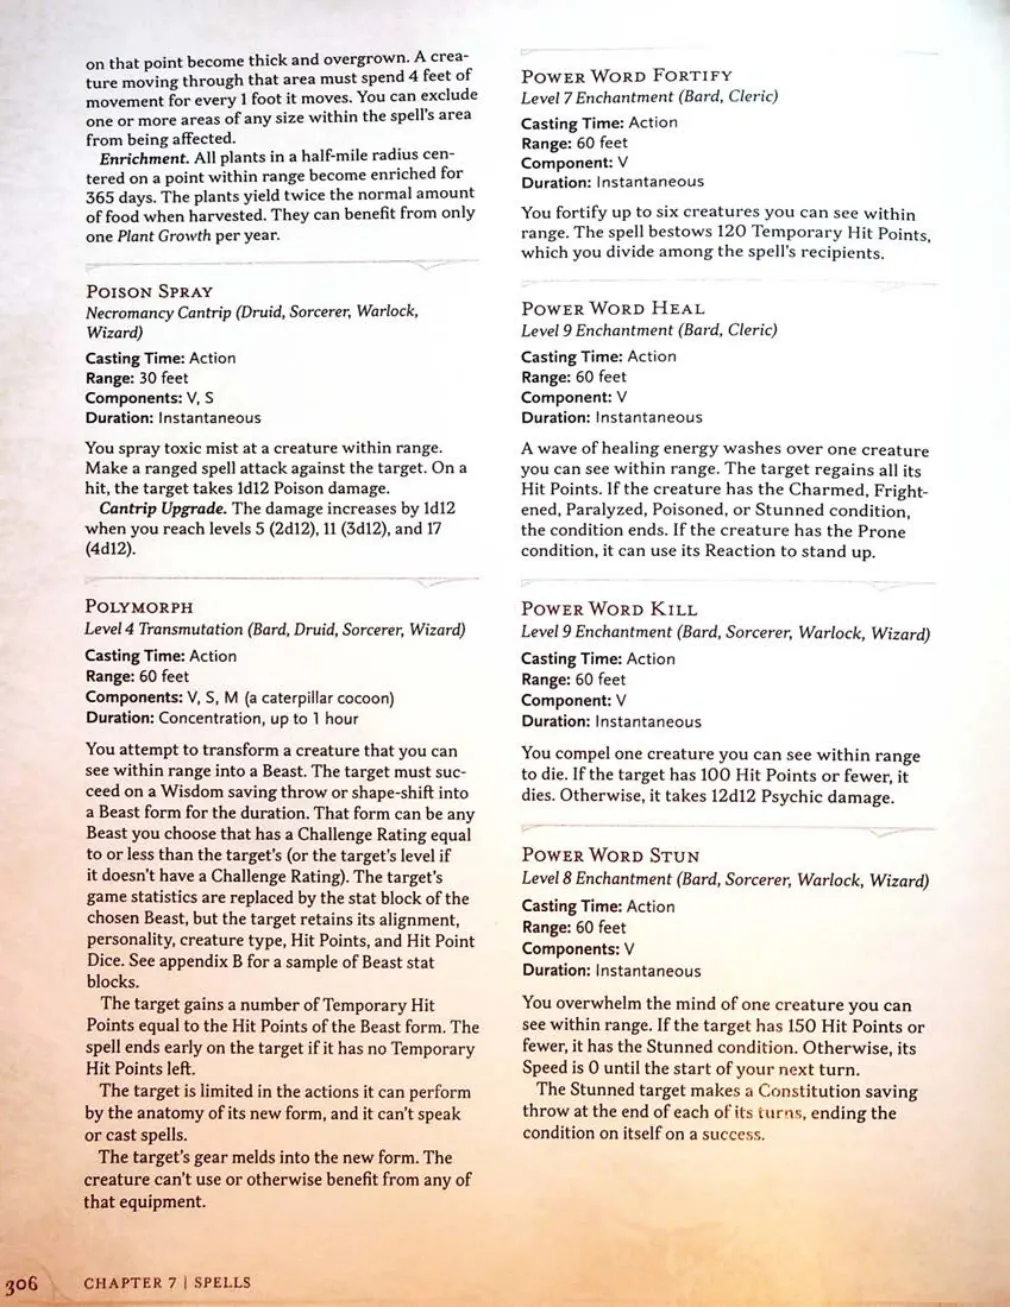 on that point become thick and overgrown. A crea-
ture moving through that area must spend 4 feet of
movement for every 1 foot it moves. You can exclude
one or more areas of any size within the spell's area
from being affected.
Enrichment. All plants in a half-mile radius cen-
tered on a point within range become enriched for
365 days. The plants yield twice the normal amount
of food when harvested. They can benefit from only
one Plant Growth per year.
POISON SPRAY
Necromancy Cantrip (Druid, Sorcerer, Warlock,
Wizard)
Casting Time: Action
Range: 30 feet
Components: V, S
Duration: Instantaneous
You spray toxic mist at a creature within range.
Make a ranged spell attack against the target. On a
hit, the target takes 1d12 Poison damage.
Cantrip Upgrade. The damage increases by 1d12
when you reach levels 5 (2d12), 11 (3d12), and 17
(4d12).
POLYMORPH
Level 4 Transmutation (Bard, Druid, Sorcerer, Wizard)
Casting Time: Action
Range: 60 feet
Components: V, S, M (a caterpillar cocoon)
Duration: Concentration, up to 1 hour
You attempt to transform a creature that you can
see within range into a Beast. The target must suc-
ceed on a Wisdom saving throw or shape-shift into
a Beast form for the duration. That form can be any
Beast you choose that has a Challenge Rating equal
to or less than the target's (or the target's level if
it doesn't have a Challenge Rating). The target's
game statistics are replaced by the stat block of the
chosen Beast, but the target retains its alignment,
personality, creature type, Hit Points, and Hit Point
Dice. See appendix B for a sample of Beast stat
blocks.
The target gains a number of Temporary Hit
Points equal to the Hit Points of the Beast form. The
spell ends early on the target if it has no Temporary
Hit Points left.
The target is limited in the actions it can perform
by the anatomy of its new form, and it can't speak
or cast spells.
The target's gear melds into the new form. The
creature can't use or otherwise benefit from any of
that equipment.
POWER WORD FORTIFY
Level 7 Enchantment (Bard, Cleric)
Casting Time: Action
Range: 60 feet
Component: V
Duration: Instantaneous
You fortify up to six creatures you can see within
range. The spell bestows 120 Temporary Hit Points,
which you divide among the spell's recipients.
POWER WORD HEAL
Level 9 Enchantment (Bard, Cleric)
Casting Time: Action
Range: 60 feet
Component: V
Duration: Instantaneous
A wave of healing energy washes over one creature
you can see within range. The target regains all its
Hit Points. If the creature has the Charmed, Fright-
ened, Paralyzed, Poisoned, or Stunned condition,
the condition ends. If the creature has the Prone
condition, it can use its Reaction to stand up.
POWER WORD KILL
Level 9 Enchantment (Bard, Sorcerer, Warlock, Wizard)
Casting Time: Action
Range: 60 feet
Component: V
Duration: Instantaneous
You compel one creature you can see within range
to die. If the target has 100 Hit Points or fewer, it
dies. Otherwise, it takes 12d12 Psychic damage.
POWER WORD STUN
Level 8 Enchantment (Bard, Sorcerer, Warlock, Wizard)
Casting Time: Action
Range: 60 feet
Components: V
Duration: Instantaneous
You overwhelm the mind of one creature you can
see within range. If the target has 150 Hit Points or
fewer, it has the Stunned condition. Otherwise, its
Speed is 0 until the start of your next turn.
The Stunned target makes a Constitution saving
throw at the end of each of its turns, ending the
condition on itself on a success.
306 CHAPTER 7 | SPELLS